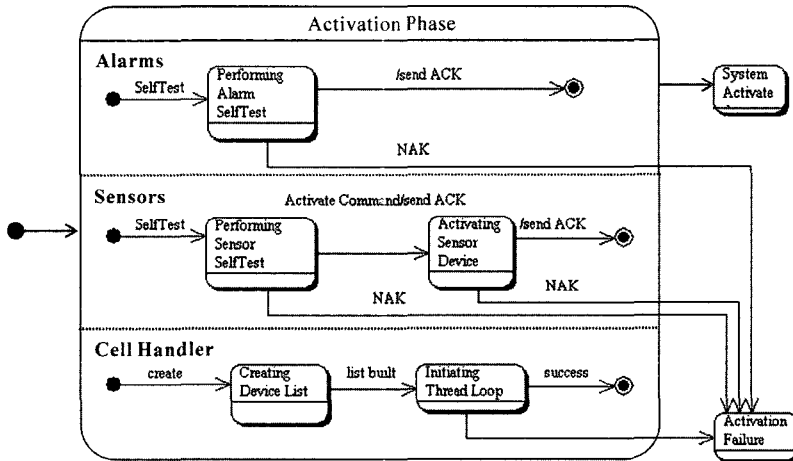 Activation Phase
Alarms
SelfTest
Performing
Alarm
SelfTest
/send ACK
System
Activate
NAK
Sensors
Activate Command/send ACK
SelfTest
Performing
Sensor
SelfTest
Activating
Sensor
Device
/send ACK
NAK
NAK
Cell Handler
create
Creating
Device List
list built
Initiating
Thread Loop
success
Activation
Failure